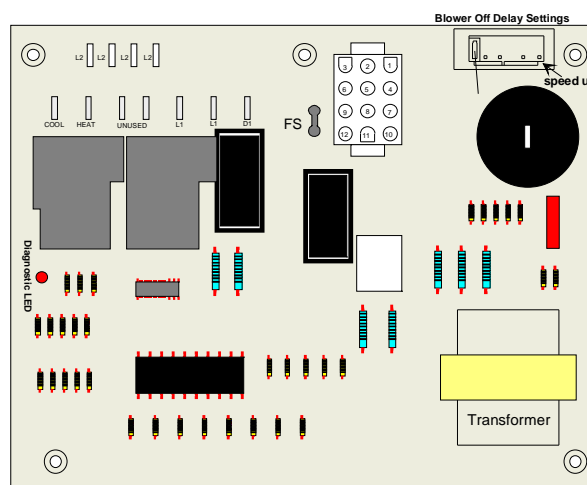 Blower Off Delay Settings
L2 L2 L2 L2
speed u
3 2 1
6 5 4
9 8 7
12 11 10
COOL HEAT UNUSED L1 L1 D1
FS
Diagnostic LED
Transformer